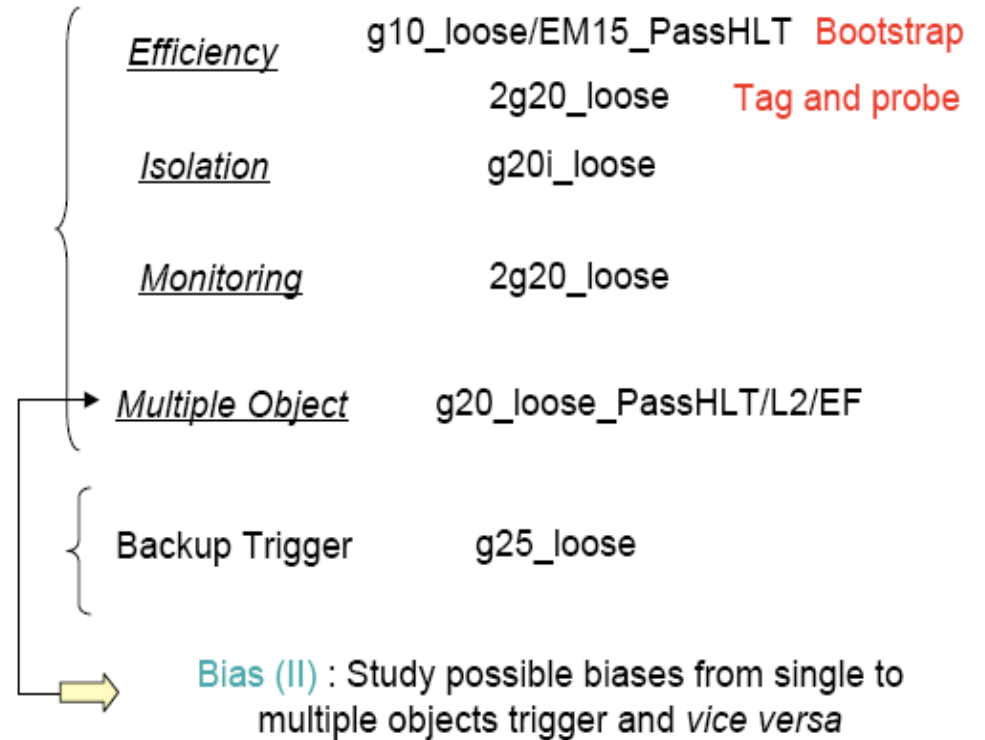 Efficiency g10_loose/EM15_PassHLT Bootstrap
2g20_loose Tag and probe
Isolation g20i_loose
Monitoring 2g20_loose
Multiple Object g20_loose_PassHLT/L2/EF
Backup Trigger g25_loose
Bias (II) : Study possible biases from single to
multiple objects trigger and vice versa